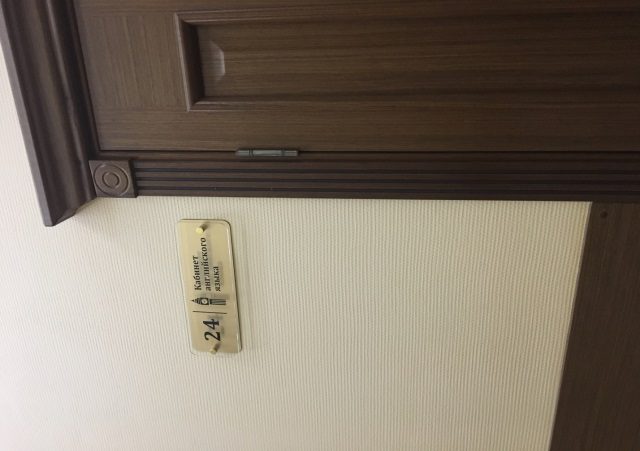 24
Кабинет
английского
языка